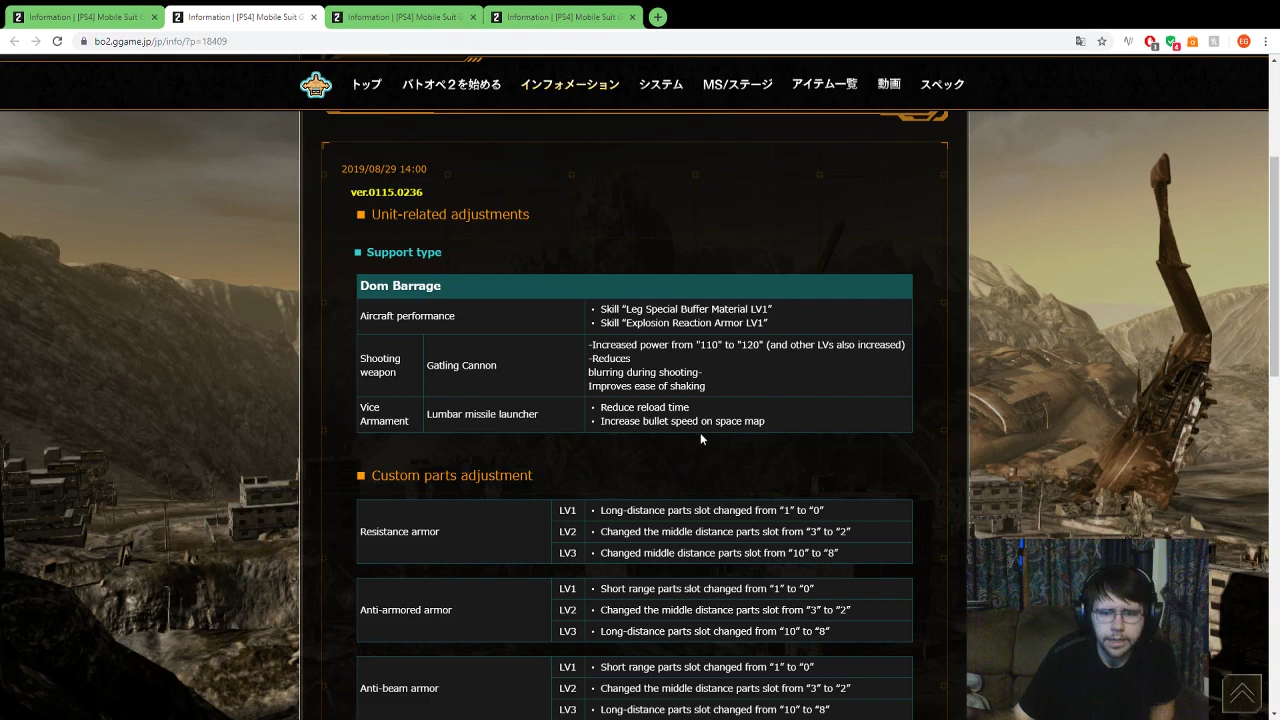 2 Information | [PS4] Mobile Suit G ×
2 Information | [PS4] Mobile Suit G ×
2 Information | [PS4] Mobile Suit G ×
2 Information | [PS4] Mobile Suit G ×
bo2.ggame.jp/jp/info/?p=18409
EG
トップ バトオペ２を始める インフォメーション システム MS/ステージ アイテム一覧 動画 スペック
2019/08/29 14:00
ver.0115.0236
■ Unit-related adjustments
■ Support type
Dom Barrage
Aircraft performance
・ Skill “Leg Special Buffer Material LV1”
・ Skill “Explosion Reaction Armor LV1”
Shooting
weapon
Gatling Cannon
-Increased power from "110" to "120" (and other LVs also increased)
-Reduces
blurring during shooting-
Improves ease of shaking
Vice
Armament
Lumbar missile launcher
・ Reduce reload time
・ Increase bullet speed on space map
■ Custom parts adjustment
Resistance armor
LV1 ・ Long-distance parts slot changed from “1” to “0”
LV2 ・ Changed the middle distance parts slot from “3” to “2”
LV3 ・ Changed middle distance parts slot from “10” to “8”
Anti-armored armor
LV1 ・ Short range parts slot changed from “1” to “0”
LV2 ・ Changed the middle distance parts slot from “3” to “2”
LV3 ・ Long-distance parts slot changed from “10” to “8”
Anti-beam armor
LV1 ・ Short range parts slot changed from “1” to “0”
LV2 ・ Changed the middle distance parts slot from “3” to “2”
LV3 ・ Long-distance parts slot changed from “10” to “8”